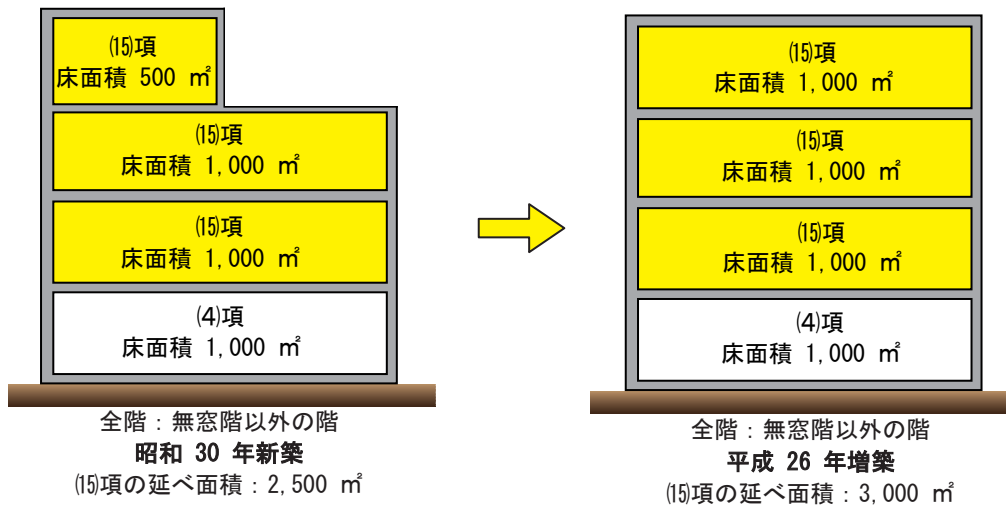 ⒂項
床面積 500 ㎡
⒂項
床面積 1,000 ㎡
⒂項
床面積 1,000 ㎡
⑷項
床面積 1,000 ㎡
全階：無窓階以外の階
昭和 30 年新築
⒂項の延べ面積：2,500 ㎡
⒂項
床面積 1,000 ㎡
⒂項
床面積 1,000 ㎡
⒂項
床面積 1,000 ㎡
⑷項
床面積 1,000 ㎡
全階：無窓階以外の階
平成 26 年増築
⒂項の延べ面積：3,000 ㎡